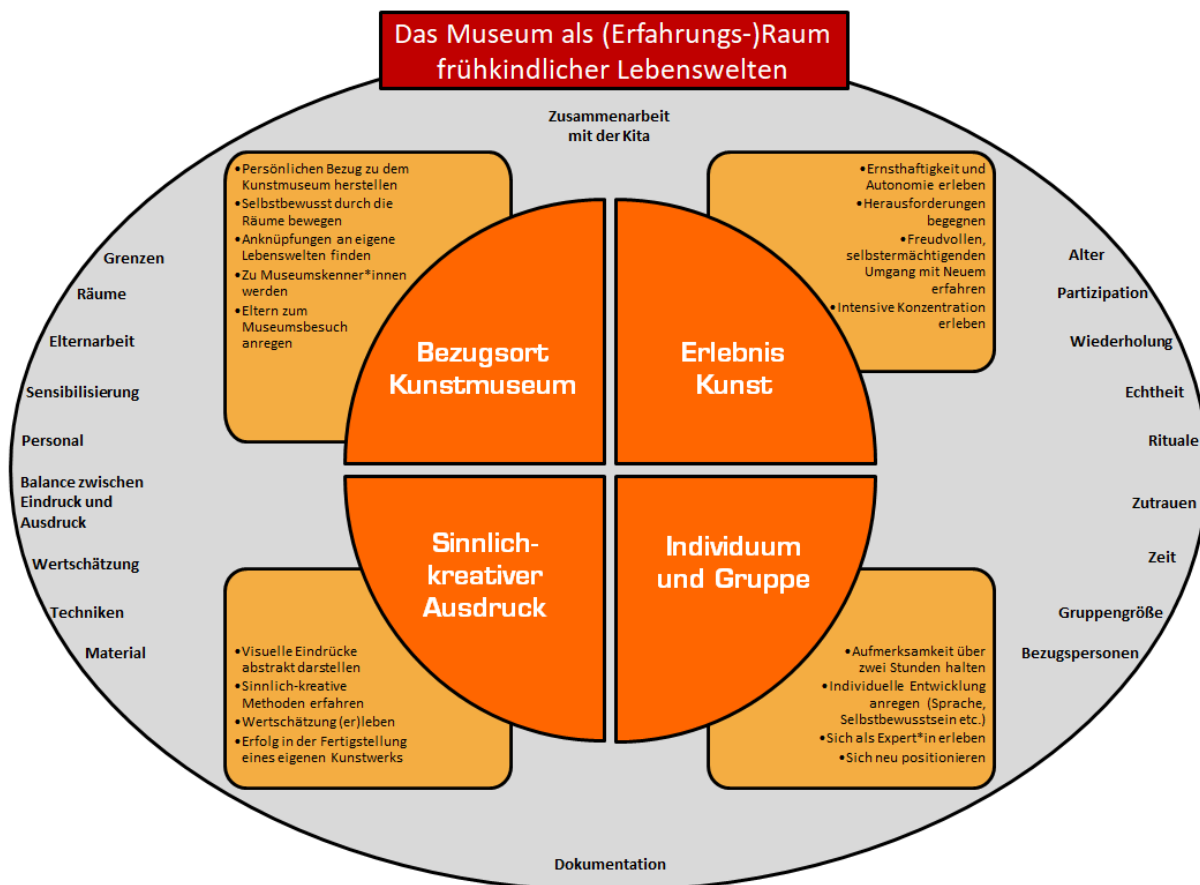 Das Museum als (Erfahrungs-)Raum
frühkindlicher Lebenswelten
Zusammenarbeit
mit der Kita
•Persönlichen Bezug zu dem
Kunstmuseum herstellen
•Selbstbewusst durch die
Räume bewegen
•Anknüpfungen an eigene
Lebenswelten finden
•Zu Museumskenner*innen
werden
•Eltern zum
Museumsbesuch
anregen
•Ernsthaftigkeit und
Autonomie erleben
•Herausforderungen
begegnen
•Freudvollen,
selbstermächtigenden
Umgang mit Neuem
erfahren
•Intensive Konzentration
erleben
Bezugsort
Kunstmuseum
Erlebnis
Kunst
Grenzen
Räume
Elternarbeit
Sensibilisierung
Personal
Balance zwischen
Eindruck und
Ausdruck
Wertschätzung
Techniken
Material
Alter
Partizipation
Wiederholung
Echtheit
Rituale
Zutrauen
Zeit
Gruppengröße
Bezugspersonen
Sinnlich-
kreativer
Ausdruck
Individuum
und Gruppe
•Visuelle Eindrücke
abstrakt darstellen
•Sinnlich-kreative
Methoden erfahren
•Wertschätzung (er)leben
•Erfolg in der Fertigstellung
eines eigenen Kunstwerks
•Aufmerksamkeit über
zwei Stunden halten
•Individuelle Entwicklung
anregen (Sprache,
Selbstbewusstsein etc.)
•Sich als Expert*in erleben
•Sich neu positionieren
Dokumentation